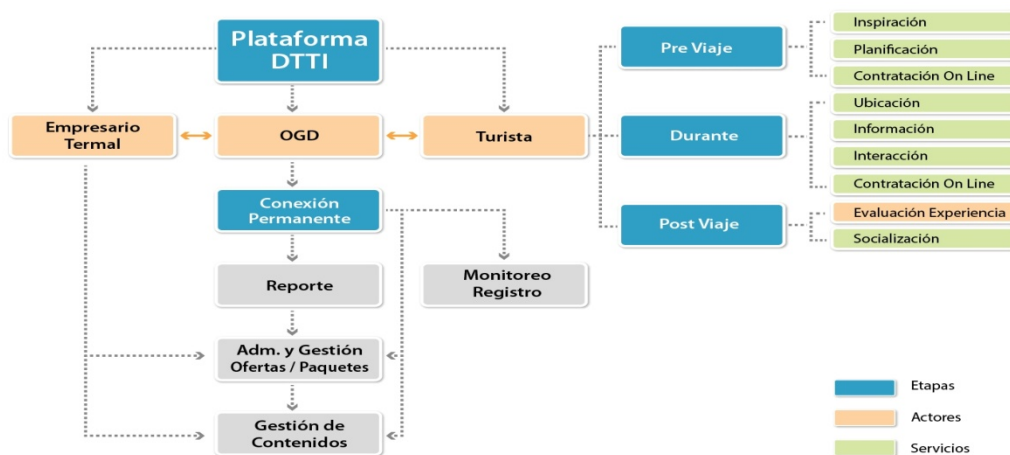 Plataforma
DTTI
Empresario
Termal
OGD
Turista
Conexión
Permanente
Reporte
Monitoreo
Registro
Adm. y Gestión
Ofertas / Paquetes
Gestión de
Contenidos
Pre Viaje
Inspiración
Planificación
Contratación On Line
Durante
Ubicación
Información
Interacción
Contratación On Line
Post Viaje
Evaluación Experiencia
Socialización
Etapas
Actores
Servicios